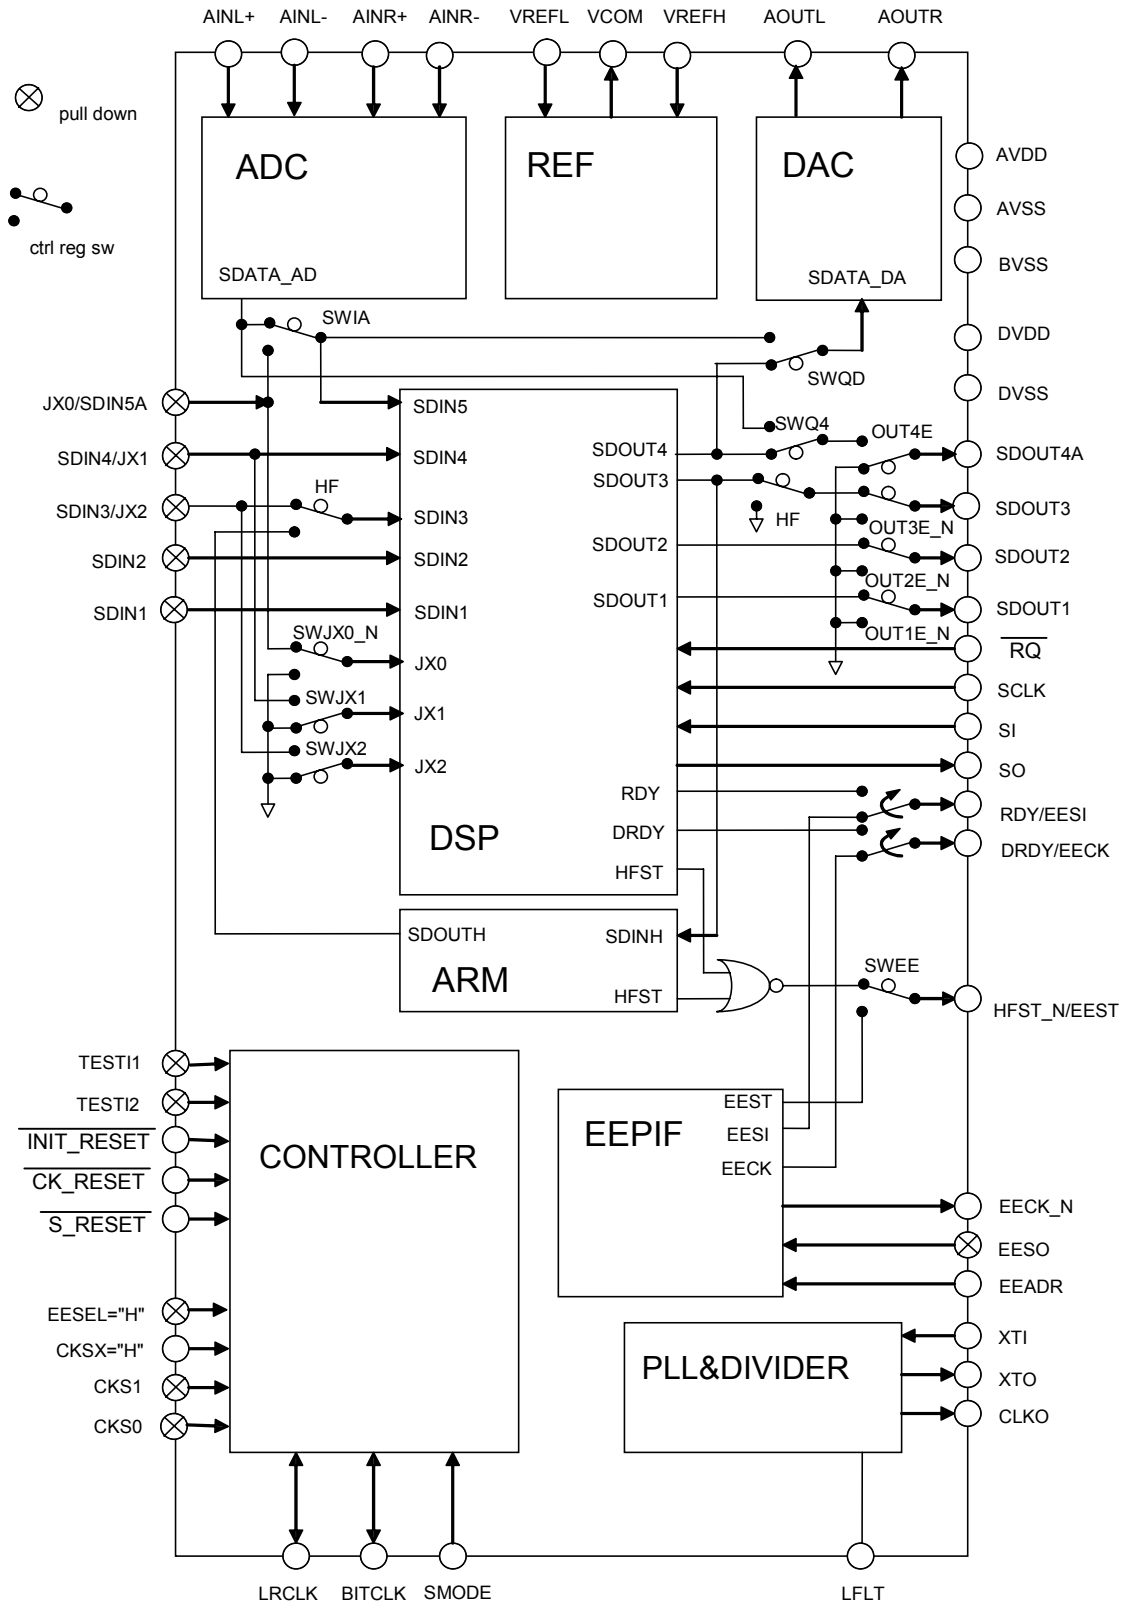 AINL+ AINL- AINR+ AINR- VREFL VCOM VREFH AOUTL AOUTR
pull down
ctrl reg sw
ADC
REF
DAC
SDATA_AD
SDATA_DA
AVDD
AVSS
BVSS
DVDD
DVSS
SWIA
SWQD
JX0/SDIN5A
SDIN4/JX1
SDIN3/JX2
SDIN2
SDIN1
HF
SWJX0_N
SWJX1
SWJX2
SDIN5
SDIN4
SDIN3
SDIN2
SDIN1
JX0
JX1
JX2
DSP
SDOUT4
SDOUT3
SDOUT2
SDOUT1
RDY
DRDY
HFST
SWQ4
HF
OUT4E
OUT3E_N
OUT2E_N
OUT1E_N
SDOUT4A
SDOUT3
SDOUT2
SDOUT1
RQ
SCLK
SI
SO
RDY/EESI
DRDY/EECK
SDOUTH
SDINH
ARM
HFST
SWEE
HFST_N/EEST
TESTI1
TESTI2
INIT_RESET
CK_RESET
S_RESET
EESEL="H"
CKSX="H"
CKS1
CKS0
CONTROLLER
EEPIF
EEST
EESI
EECK
EECK_N
EESO
EEADR
PLL&DIVIDER
XTI
XTO
CLKO
LRCLK BITCLK SMODE LFLT